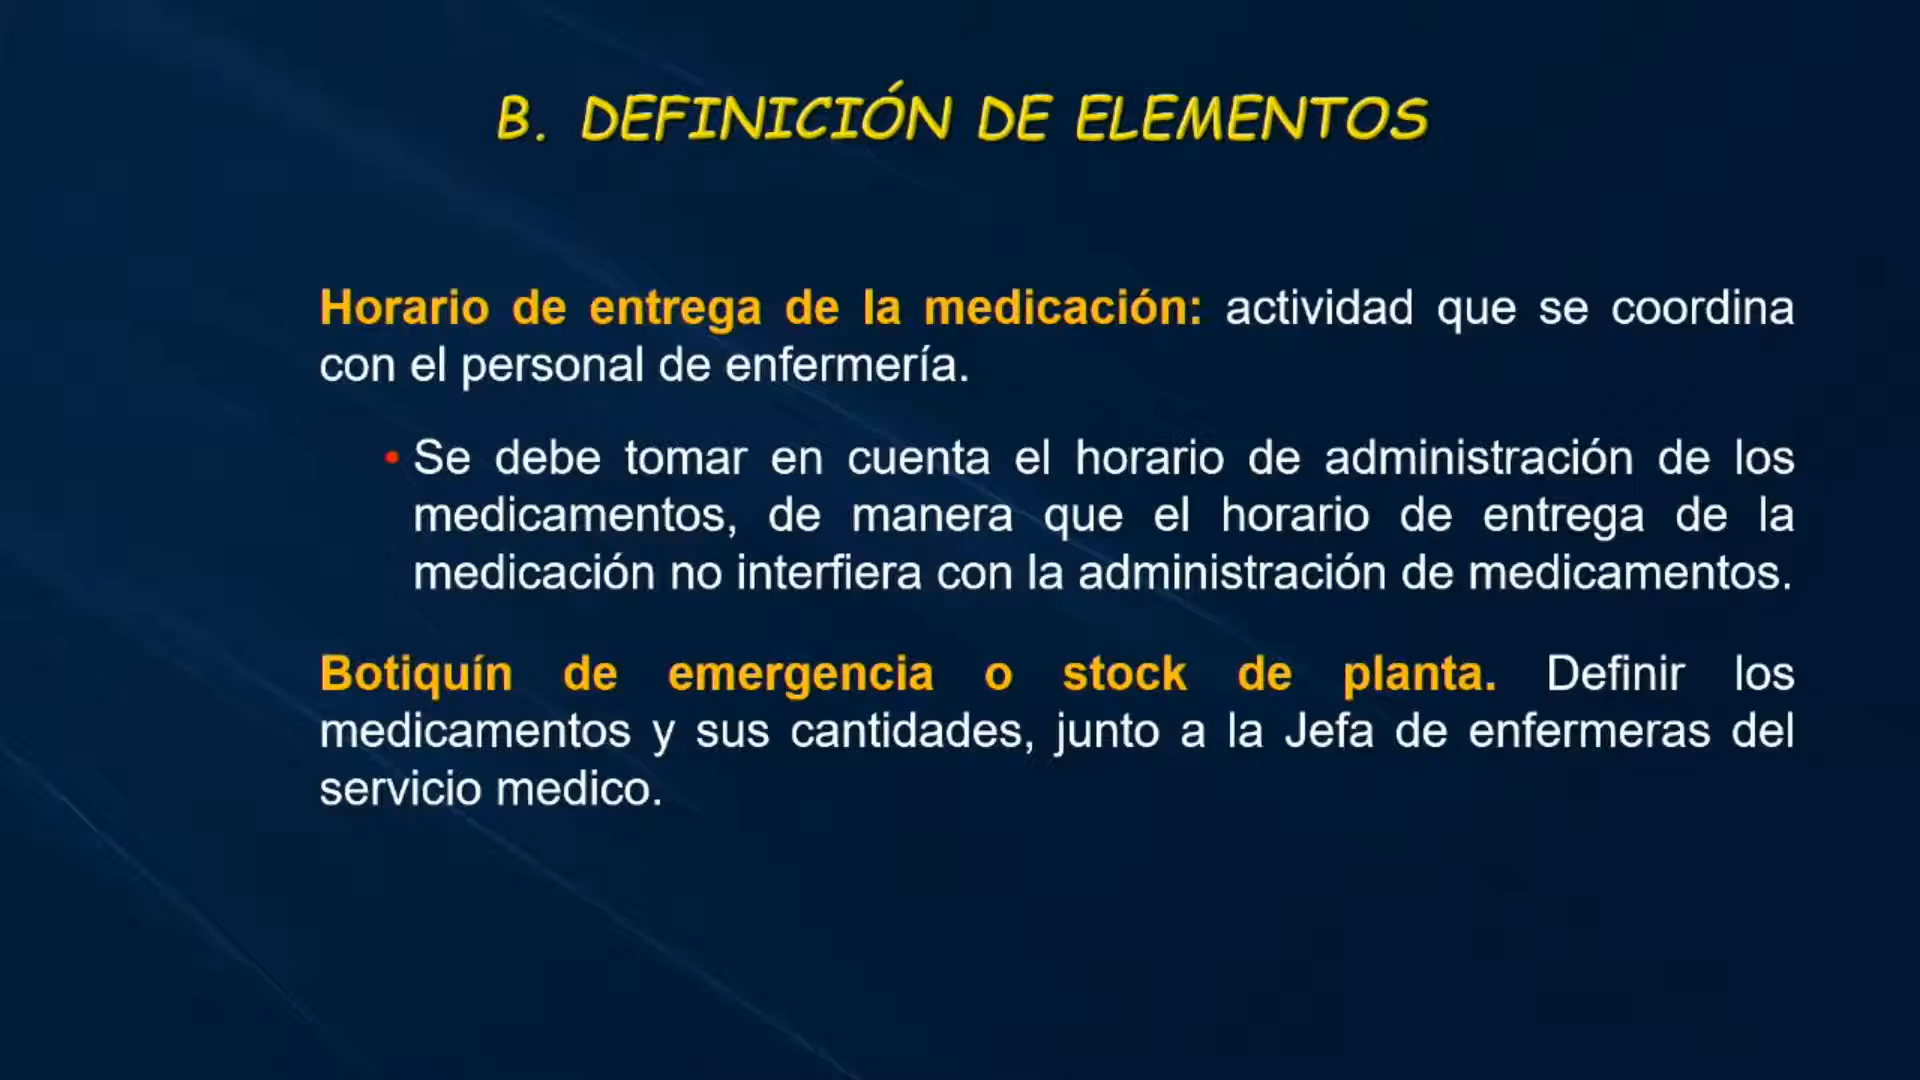 B. DEFINICIÓN DE ELEMENTOS
Horario de entrega de la medicación: actividad que se coordina
con el personal de enfermería.
• Se debe tomar en cuenta el horario de administración de los
medicamentos, de manera que el horario de entrega de la
medicación no interfiera con la administración de medicamentos.
Botiquín de emergencia o stock de planta. Definir los
medicamentos y sus cantidades, junto a la Jefa de enfermeras del
servicio medico.